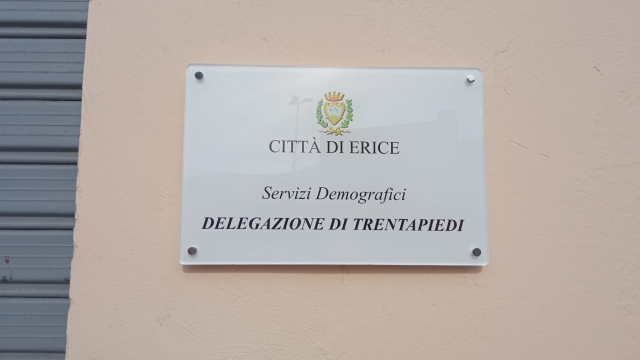 CITTÀ DI ERICE
Servizi Demografici
DELEGAZIONE DI TRENTAPIEDI